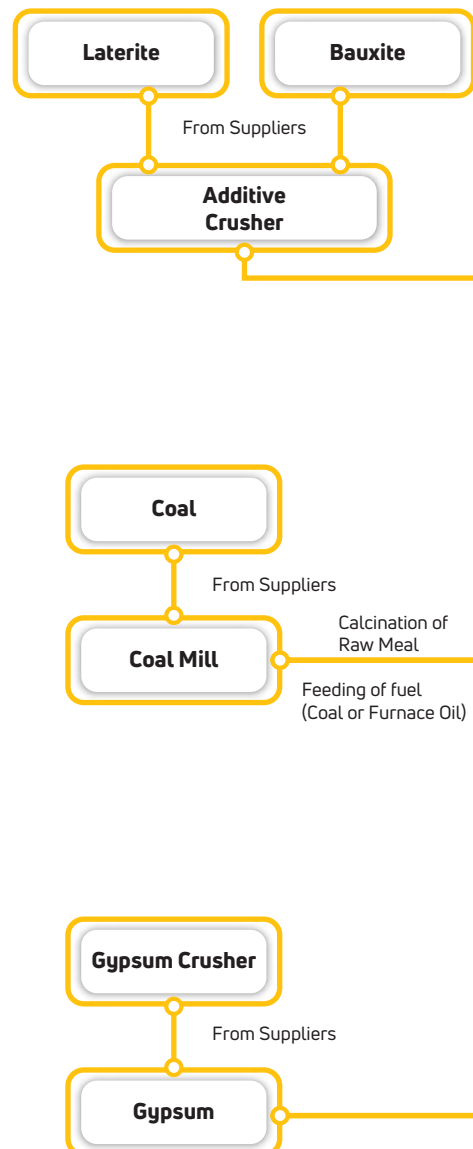 Laterite
Bauxite
From Suppliers
Additive
Crusher
Coal
From Suppliers
Calcination of
Raw Meal
Coal Mill
Feeding of fuel
(Coal or Furnace Oil)
Gypsum Crusher
From Suppliers
Gypsum